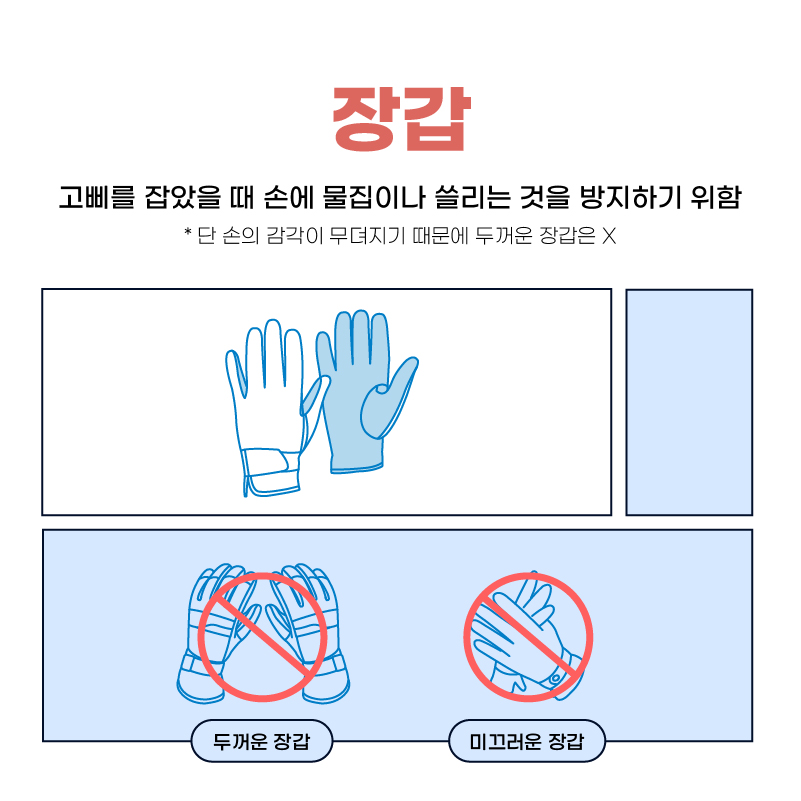 장갑
고삐를 잡았을 때 손에 물집이나 쓸리는 것을 방지하기 위함
* 단 손의 감각이 무뎌지기 때문에 두꺼운 장갑은 X
두꺼운 장갑
미끄러운 장갑